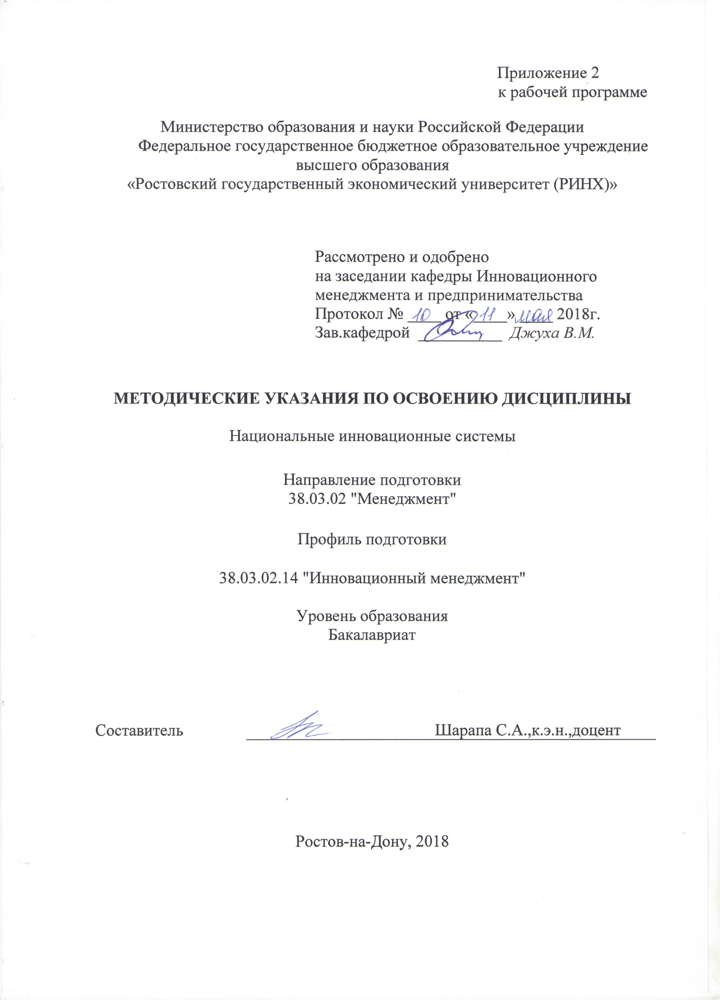 Приложение 2
к рабочей программе
Министерство образования и науки Российской Федерации
Федеральное государственное бюджетное образовательное учреждение
высшего образования
«Ростовский государственный экономический университет (РИНХ)»
Рассмотрено и одобрено
на заседании кафедры Инновационного
менеджмента и предпринимательства
Протокол № 10 от «11» мая 2018г.
Зав.кафедрой Джуха В.М.
МЕТОДИЧЕСКИЕ УКАЗАНИЯ ПО ОСВОЕНИЮ ДИСЦИПЛИНЫ
Национальные инновационные системы
Направление подготовки
38.03.02 "Менеджмент"
Профиль подготовки
38.03.02.14 "Инновационный менеджмент"
Уровень образования
Бакалавриат
Составитель Шарапа С.А.,к.э.н.,доцент
Ростов-на-Дону, 2018